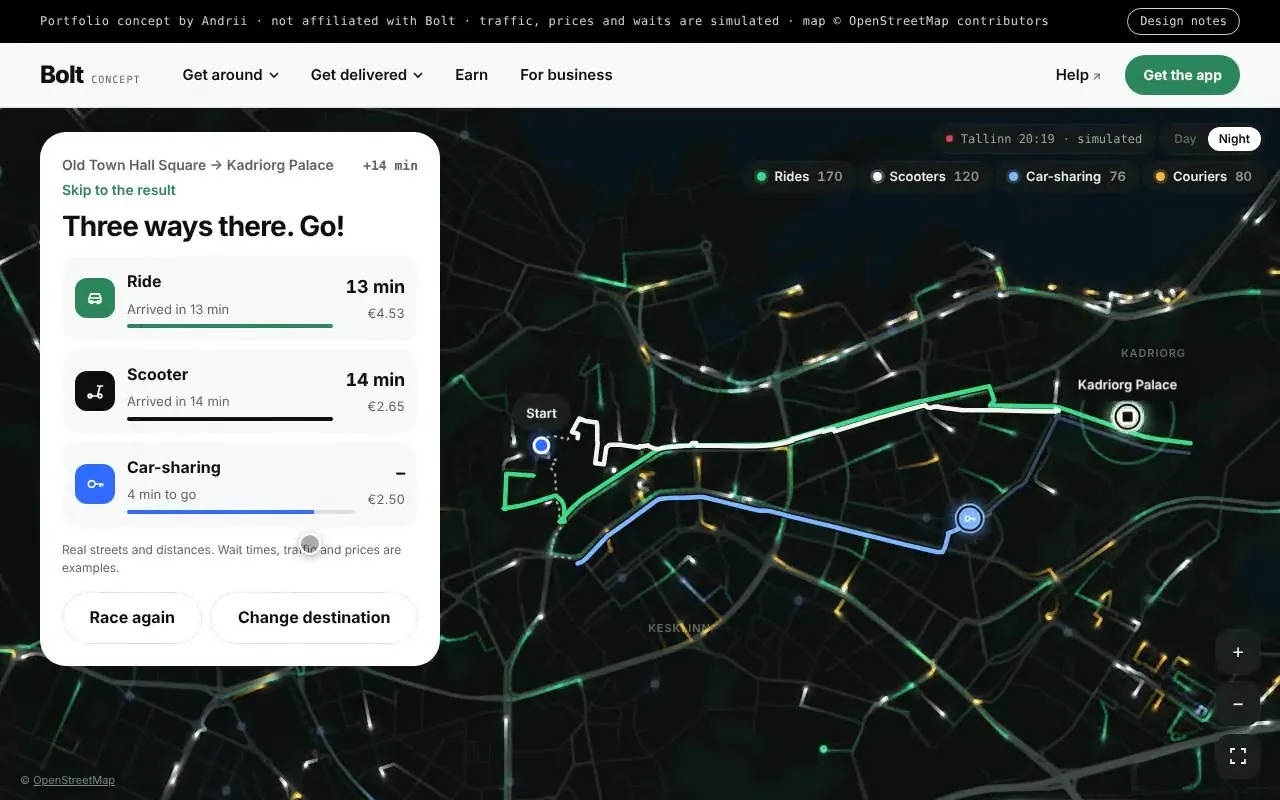 Portfolio concept by Andrii · not affiliated with Bolt · traffic, prices and waits are simulated · map © OpenStreetMap contributors
Design notes
Bolt CONCEPT
Get around
Get delivered
Earn
For business
Help ↗
Get the app
Old Town Hall Square → Kadriorg Palace
+14 min
Skip to the result
Three ways there. Go!
Ride
Arrived in 13 min
13 min
€4.53
Scooter
Arrived in 14 min
14 min
€2.65
Car-sharing
4 min to go
–
€2.50
Real streets and distances. Wait times, traffic and prices are
examples.
Race again
Change destination
Tallinn 20:19 · simulated
Day
Night
Rides 170
Scooters 120
Car-sharing 76
Couriers 80
KADRIORG
Kadriorg Palace
Start
KESKLINN
+
−
© OpenStreetMap